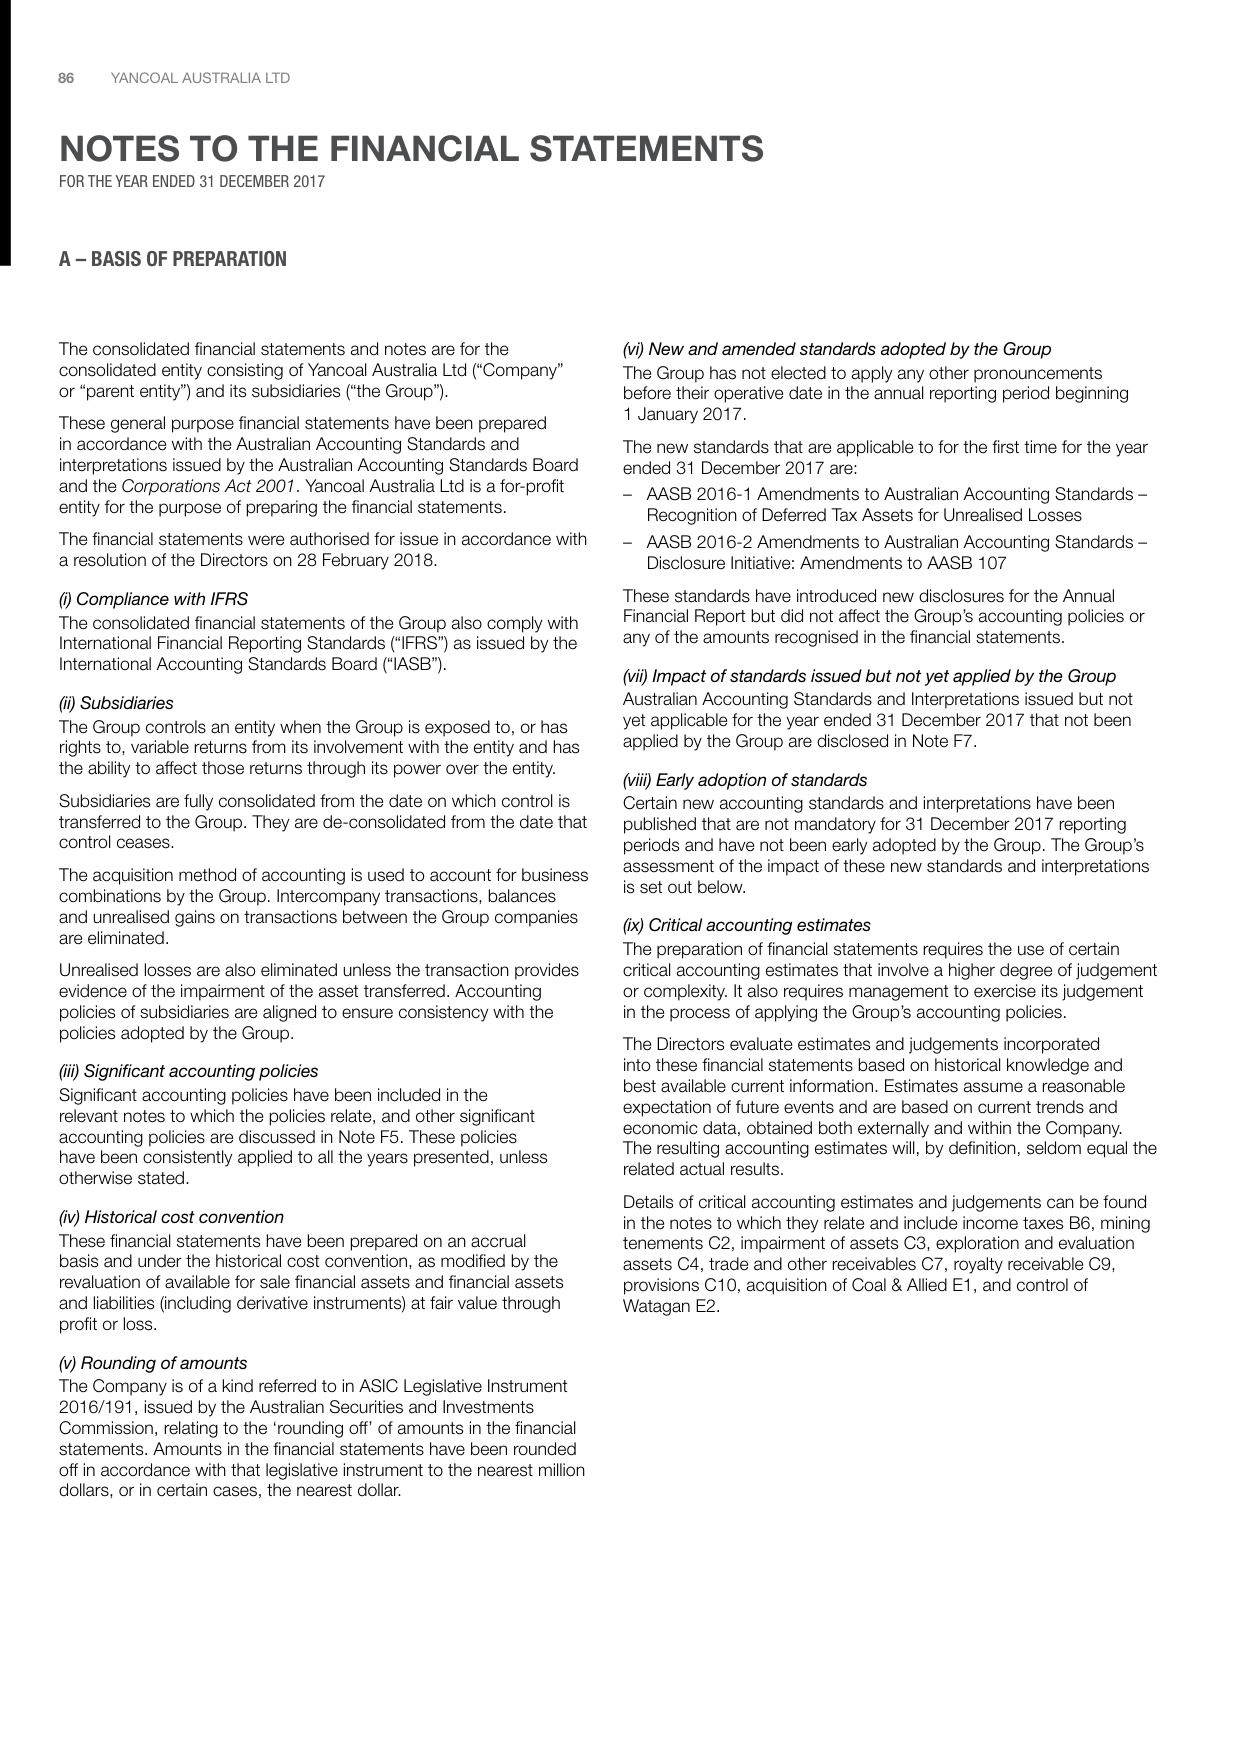 86 YANCOAL AUSTRALIA LTD
NOTES TO THE FINANCIAL STATEMENTS
FOR THE YEAR ENDED 31 DECEMBER 2017
A – BASIS OF PREPARATION
The consolidated financial statements and notes are for the
consolidated entity consisting of Yancoal Australia Ltd (“Company”
or “parent entity”) and its subsidiaries (“the Group”).
These general purpose financial statements have been prepared
in accordance with the Australian Accounting Standards and
interpretations issued by the Australian Accounting Standards Board
and the Corporations Act 2001. Yancoal Australia Ltd is a for-profit
entity for the purpose of preparing the financial statements.
The financial statements were authorised for issue in accordance with
a resolution of the Directors on 28 February 2018.
(i) Compliance with IFRS
The consolidated financial statements of the Group also comply with
International Financial Reporting Standards (“IFRS”) as issued by the
International Accounting Standards Board (“IASB”).
(ii) Subsidiaries
The Group controls an entity when the Group is exposed to, or has
rights to, variable returns from its involvement with the entity and has
the ability to affect those returns through its power over the entity.
Subsidiaries are fully consolidated from the date on which control is
transferred to the Group. They are de-consolidated from the date that
control ceases.
The acquisition method of accounting is used to account for business
combinations by the Group. Intercompany transactions, balances
and unrealised gains on transactions between the Group companies
are eliminated.
Unrealised losses are also eliminated unless the transaction provides
evidence of the impairment of the asset transferred. Accounting
policies of subsidiaries are aligned to ensure consistency with the
policies adopted by the Group.
(iii) Significant accounting policies
Significant accounting policies have been included in the
relevant notes to which the policies relate, and other significant
accounting policies are discussed in Note F5. These policies
have been consistently applied to all the years presented, unless
otherwise stated.
(iv) Historical cost convention
These financial statements have been prepared on an accrual
basis and under the historical cost convention, as modified by the
revaluation of available for sale financial assets and financial assets
and liabilities (including derivative instruments) at fair value through
profit or loss.
(v) Rounding of amounts
The Company is of a kind referred to in ASIC Legislative Instrument
2016/191, issued by the Australian Securities and Investments
Commission, relating to the ‘rounding off’ of amounts in the financial
statements. Amounts in the financial statements have been rounded
off in accordance with that legislative instrument to the nearest million
dollars, or in certain cases, the nearest dollar.
(vi) New and amended standards adopted by the Group
The Group has not elected to apply any other pronouncements
before their operative date in the annual reporting period beginning
1 January 2017.
The new standards that are applicable to for the first time for the year
ended 31 December 2017 are:
– AASB 2016-1 Amendments to Australian Accounting Standards –
Recognition of Deferred Tax Assets for Unrealised Losses
– AASB 2016-2 Amendments to Australian Accounting Standards –
Disclosure Initiative: Amendments to AASB 107
These standards have introduced new disclosures for the Annual
Financial Report but did not affect the Group’s accounting policies or
any of the amounts recognised in the financial statements.
(vii) Impact of standards issued but not yet applied by the Group
Australian Accounting Standards and Interpretations issued but not
yet applicable for the year ended 31 December 2017 that not been
applied by the Group are disclosed in Note F7.
(viii) Early adoption of standards
Certain new accounting standards and interpretations have been
published that are not mandatory for 31 December 2017 reporting
periods and have not been early adopted by the Group. The Group’s
assessment of the impact of these new standards and interpretations
is set out below.
(ix) Critical accounting estimates
The preparation of financial statements requires the use of certain
critical accounting estimates that involve a higher degree of judgement
or complexity. It also requires management to exercise its judgement
in the process of applying the Group’s accounting policies.
The Directors evaluate estimates and judgements incorporated
into these financial statements based on historical knowledge and
best available current information. Estimates assume a reasonable
expectation of future events and are based on current trends and
economic data, obtained both externally and within the Company.
The resulting accounting estimates will, by definition, seldom equal the
related actual results.
Details of critical accounting estimates and judgements can be found
in the notes to which they relate and include income taxes B6, mining
tenements C2, impairment of assets C3, exploration and evaluation
assets C4, trade and other receivables C7, royalty receivable C9,
provisions C10, acquisition of Coal & Allied E1, and control of
Watagan E2.